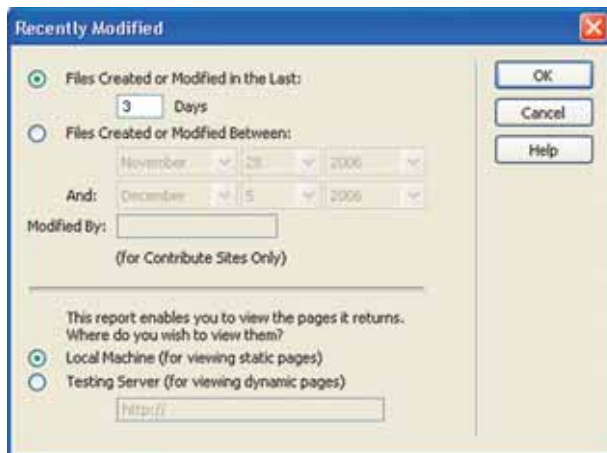 Recently Modified
Files Created or Modified in the Last:
3 Days
Files Created or Modified Between:
November 28 2006
And: December 5 2006
Modified By:
(for Contribute Sites Only)
This report enables you to view the pages it returns.
Where do you wish to view them?
Local Machine (for viewing static pages)
Testing Server (for viewing dynamic pages)
http://
OK
Cancel
Help